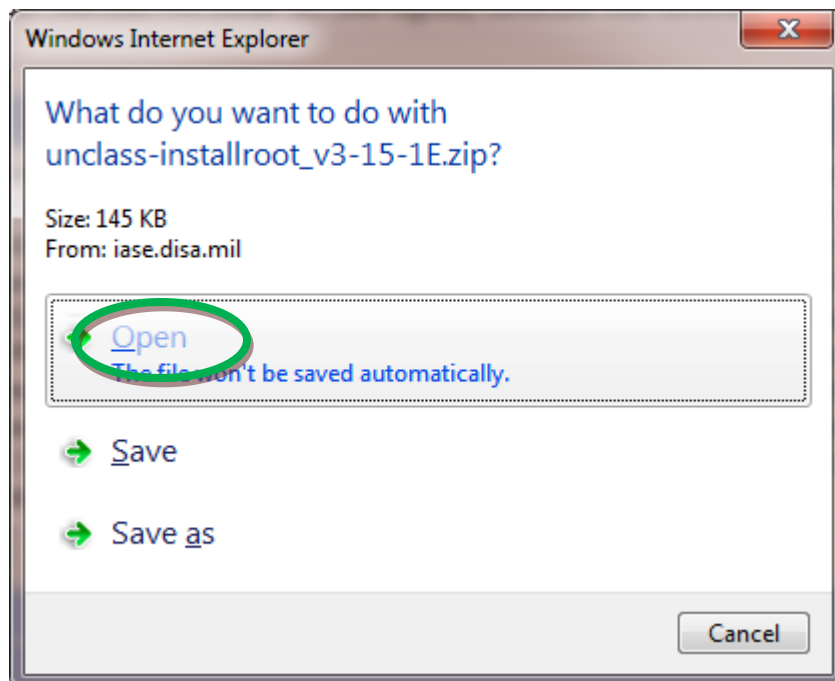 Windows Internet Explorer
What do you want to do with
unclass-installroot_v3-15-1E.zip?
Size: 145 KB
From: iase.disa.mil
Open
The file won't be saved automatically.
Save
Save as
Cancel